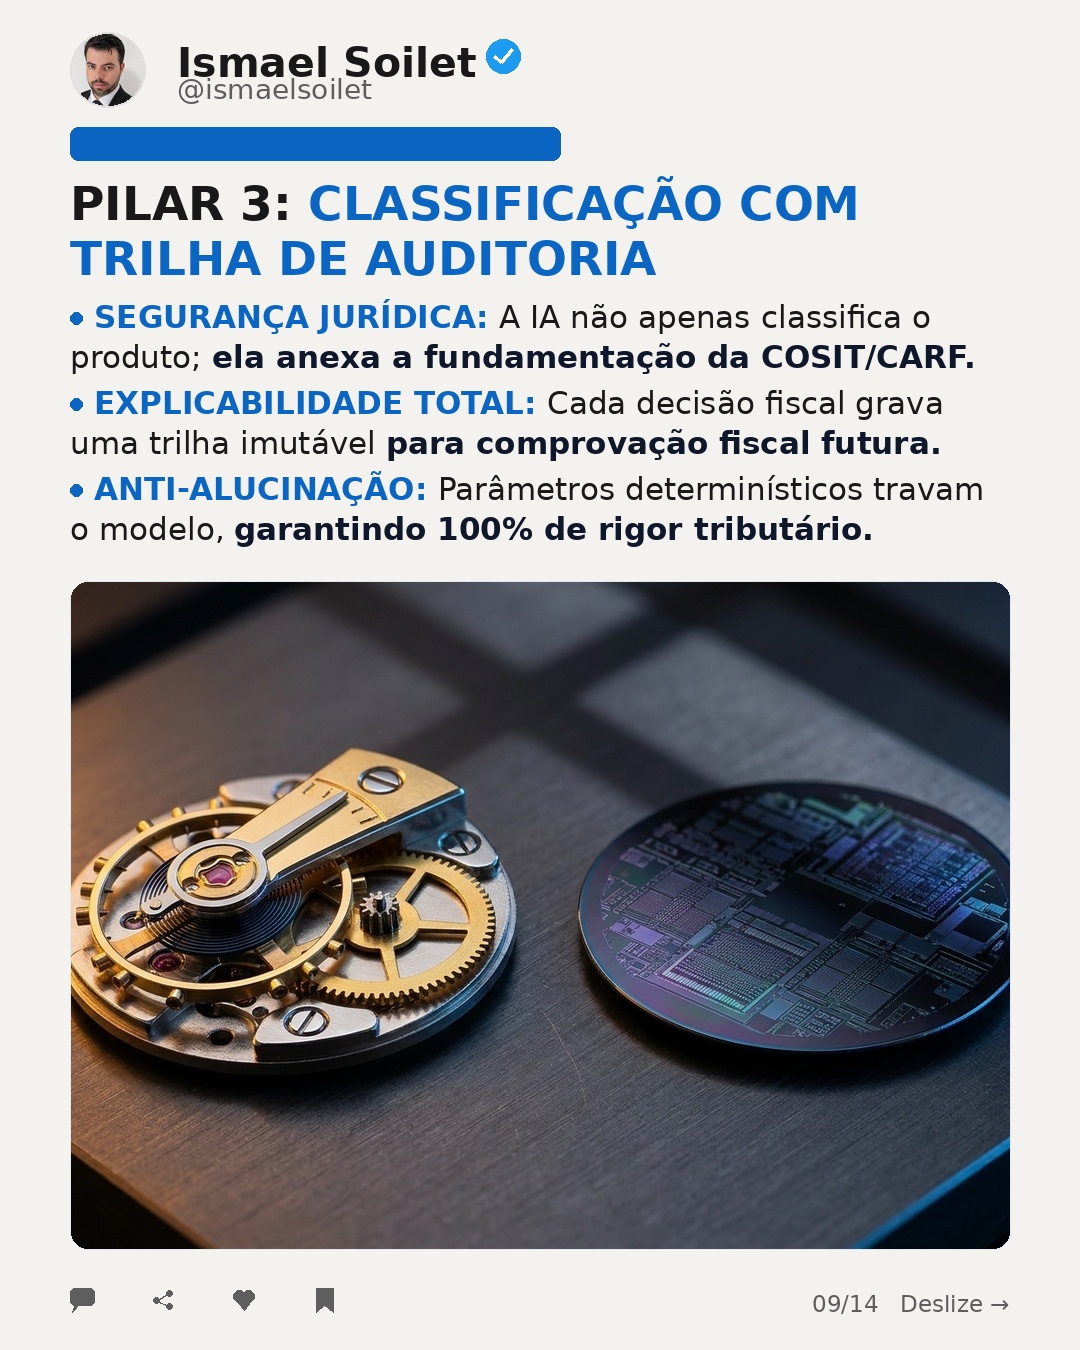 Ismael Soilet
@ismaelsoilet
PILAR 3: CLASSIFICAÇÃO COM
TRILHA DE AUDITORIA
• SEGURANÇA JURÍDICA: A IA não apenas classifica o
produto; ela anexa a fundamentação da COSIT/CARF.
• EXPLICABILIDADE TOTAL: Cada decisão fiscal grava
uma trilha imutável para comprovação fiscal futura.
• ANTI-ALUCINAÇÃO: Parâmetros determinísticos travam
o modelo, garantindo 100% de rigor tributário.
09/14 Deslize →